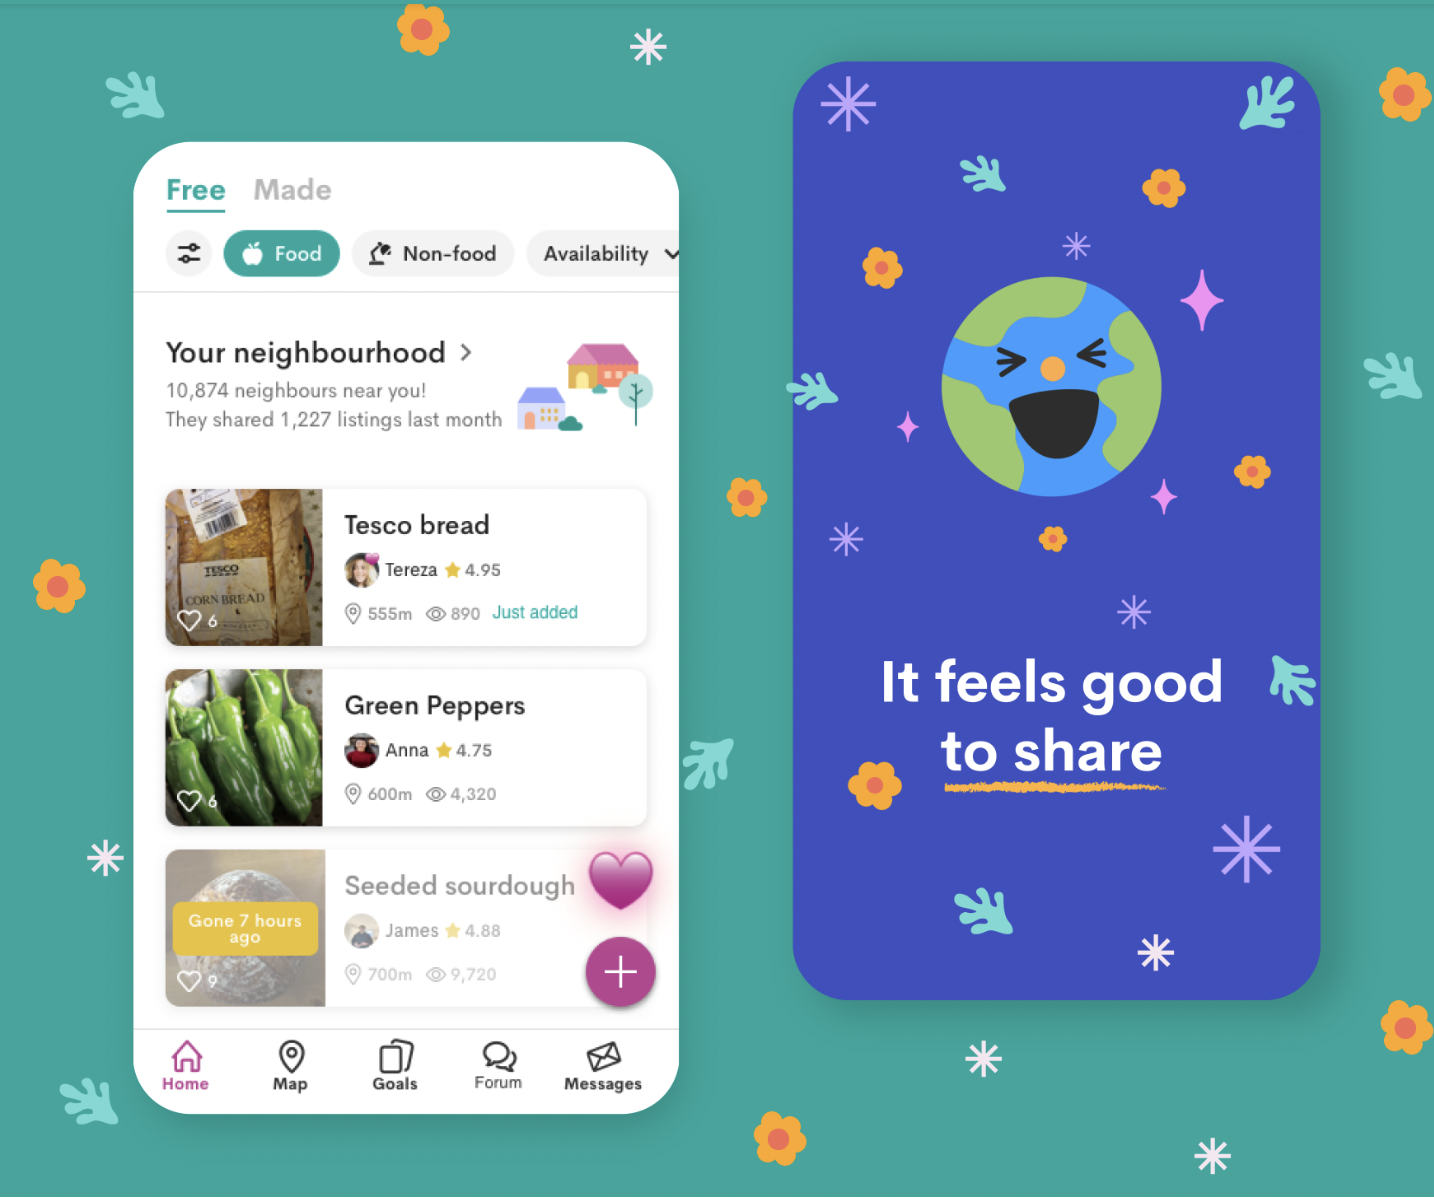 Free Made
Food Non-food Availability
Your neighbourhood
10,874 neighbours near you!
They shared 1,227 listings last month
Tesco bread
Tereza 4.95
555m 890 Just added
TESCO
CORN BREAD
6
Green Peppers
Anna 4.75
600m 4,320
6
Seeded sourdough
James 4.88
700m 9,720
Gone 7 hours
ago
9
Home Map Goals Forum Messages
It feels good
to share